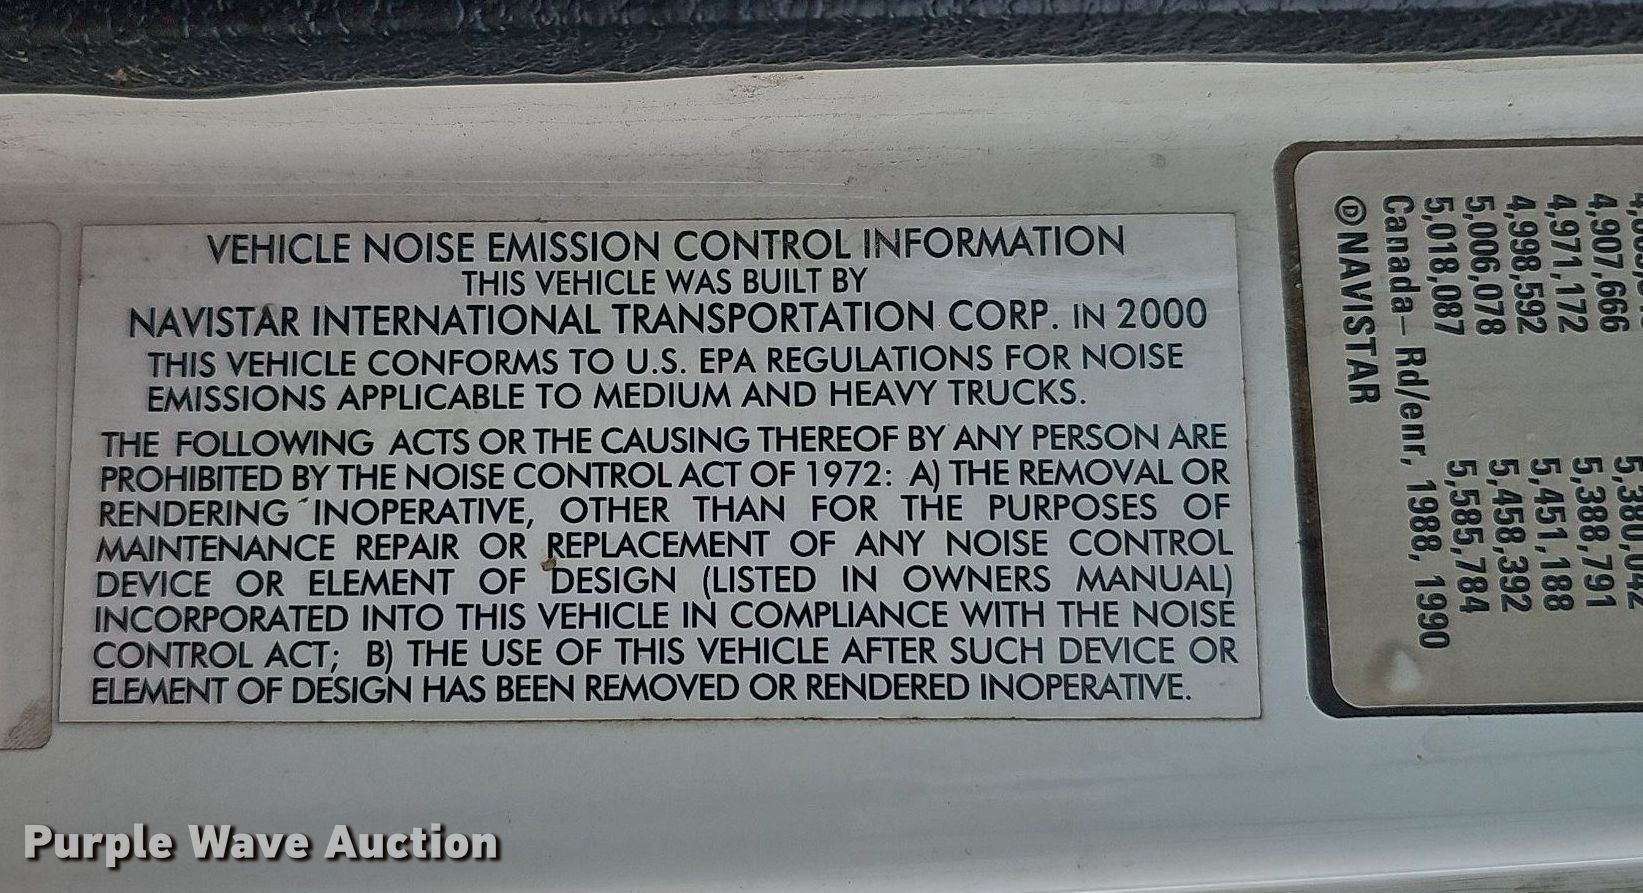 VEHICLE NOISE EMISSION CONTROL INFORMATION
THIS VEHICLE WAS BUILT BY
NAVISTAR INTERNATIONAL TRANSPORTATION CORP. IN 2000
THIS VEHICLE CONFORMS TO U.S. EPA REGULATIONS FOR NOISE
EMISSIONS APPLICABLE TO MEDIUM AND HEAVY TRUCKS.
THE FOLLOWING ACTS OR THE CAUSING THEREOF BY ANY PERSON ARE
PROHIBITED BY THE NOISE CONTROL ACT OF 1972: A) THE REMOVAL OR
RENDERING INOPERATIVE, OTHER THAN FOR THE PURPOSES OF
MAINTENANCE REPAIR OR REPLACEMENT OF ANY NOISE CONTROL
DEVICE OR ELEMENT OF DESIGN (LISTED IN OWNERS MANUAL)
INCORPORATED INTO THIS VEHICLE IN COMPLIANCE WITH THE NOISE
CONTROL ACT; B) THE USE OF THIS VEHICLE AFTER SUCH DEVICE OR
ELEMENT OF DESIGN HAS BEEN REMOVED OR RENDERED INOPERATIVE.
4,907,666 5,388,791
4,971,172 5,451,188
4,998,592 5,458,392
5,006,078 5,585,784
5,018,087
Canada – Rd/enr, 1988, 1990
Ⓓ NAVISTAR
Purple Wave Auction